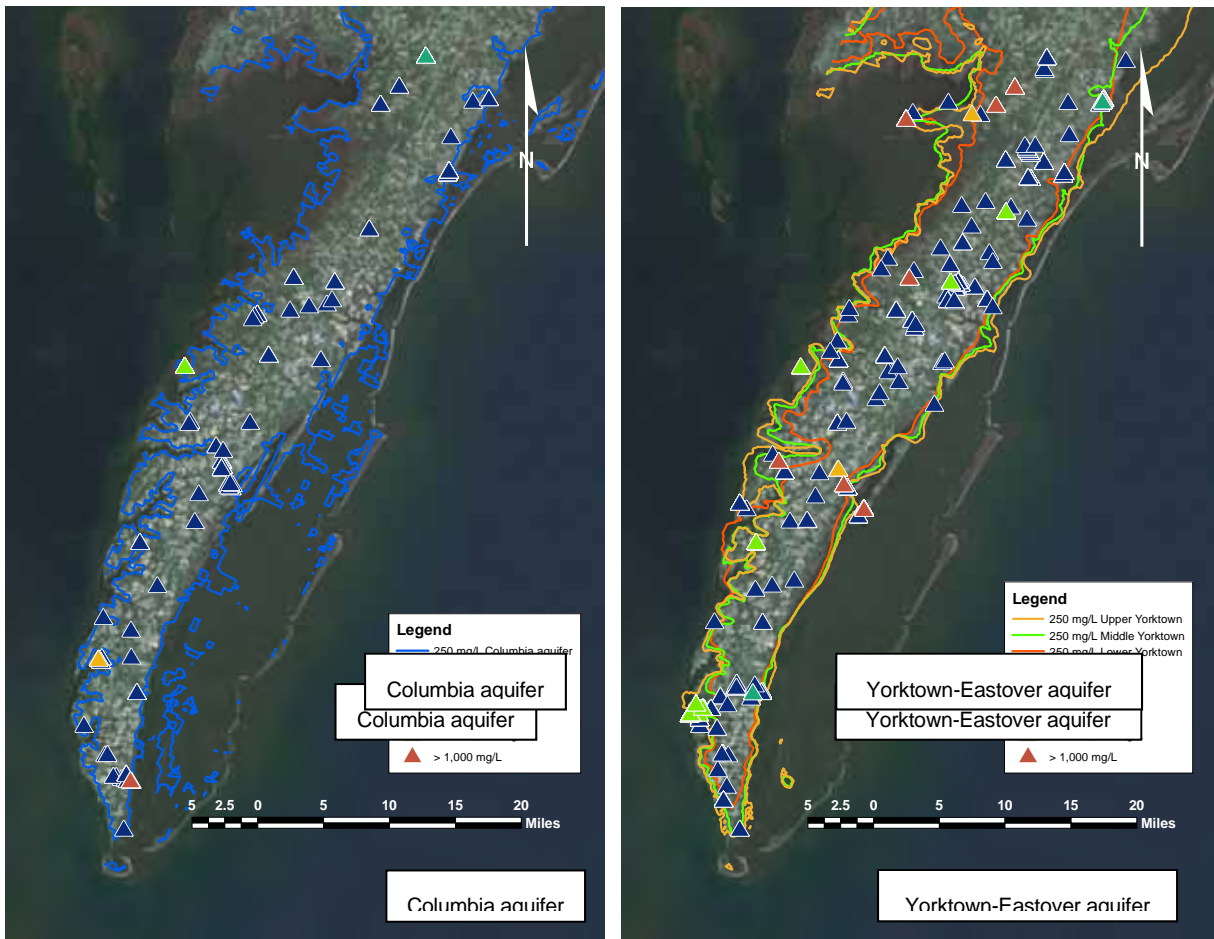 N
Legend
250 mg/L Columbia aquifer
Columbia aquifer
Columbia aquifer
> 1,000 mg/L
5 2.5 0 5 10 15 20
Miles
Columbia aquifer
N
Legend
250 mg/L Upper Yorktown
250 mg/L Middle Yorktown
250 mg/L Lower Yorktown
Yorktown-Eastover aquifer
Yorktown-Eastover aquifer
> 1,000 mg/L
5 2.5 0 5 10 15 20
Miles
Yorktown-Eastover aquifer